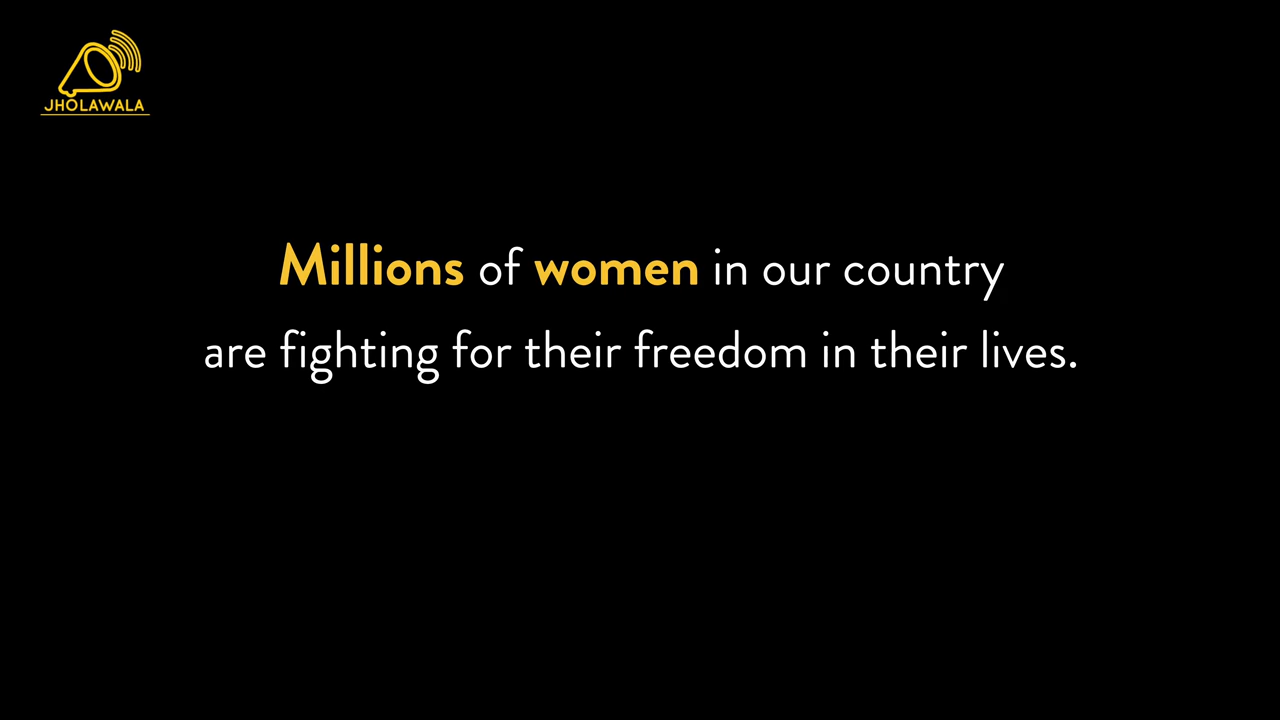 JHOLAWALA
Millions of women in our country
are fighting for their freedom in their lives.